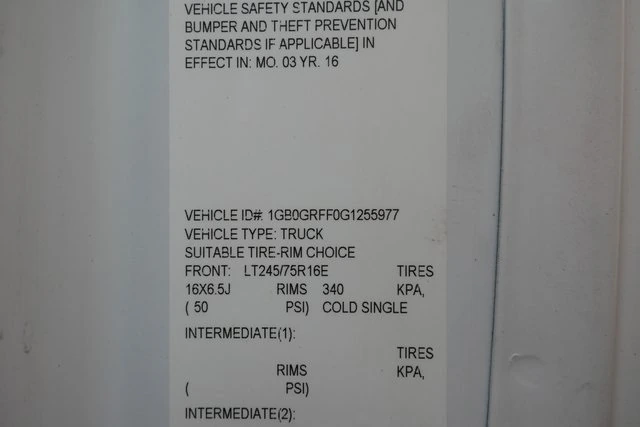 VEHICLE SAFETY STANDARDS [AND
BUMPER AND THEFT PREVENTION
STANDARDS IF APPLICABLE] IN
EFFECT IN: MO. 03 YR. 16
VEHICLE ID#: 1GB0GRFF0G1255977
VEHICLE TYPE: TRUCK
SUITABLE TIRE-RIM CHOICE
FRONT: LT245/75R16E TIRES
16X6.5J RIMS 340 KPA,
( 50 PSI) COLD SINGLE
INTERMEDIATE(1):
TIRES
RIMS KPA,
( PSI)
INTERMEDIATE(2):